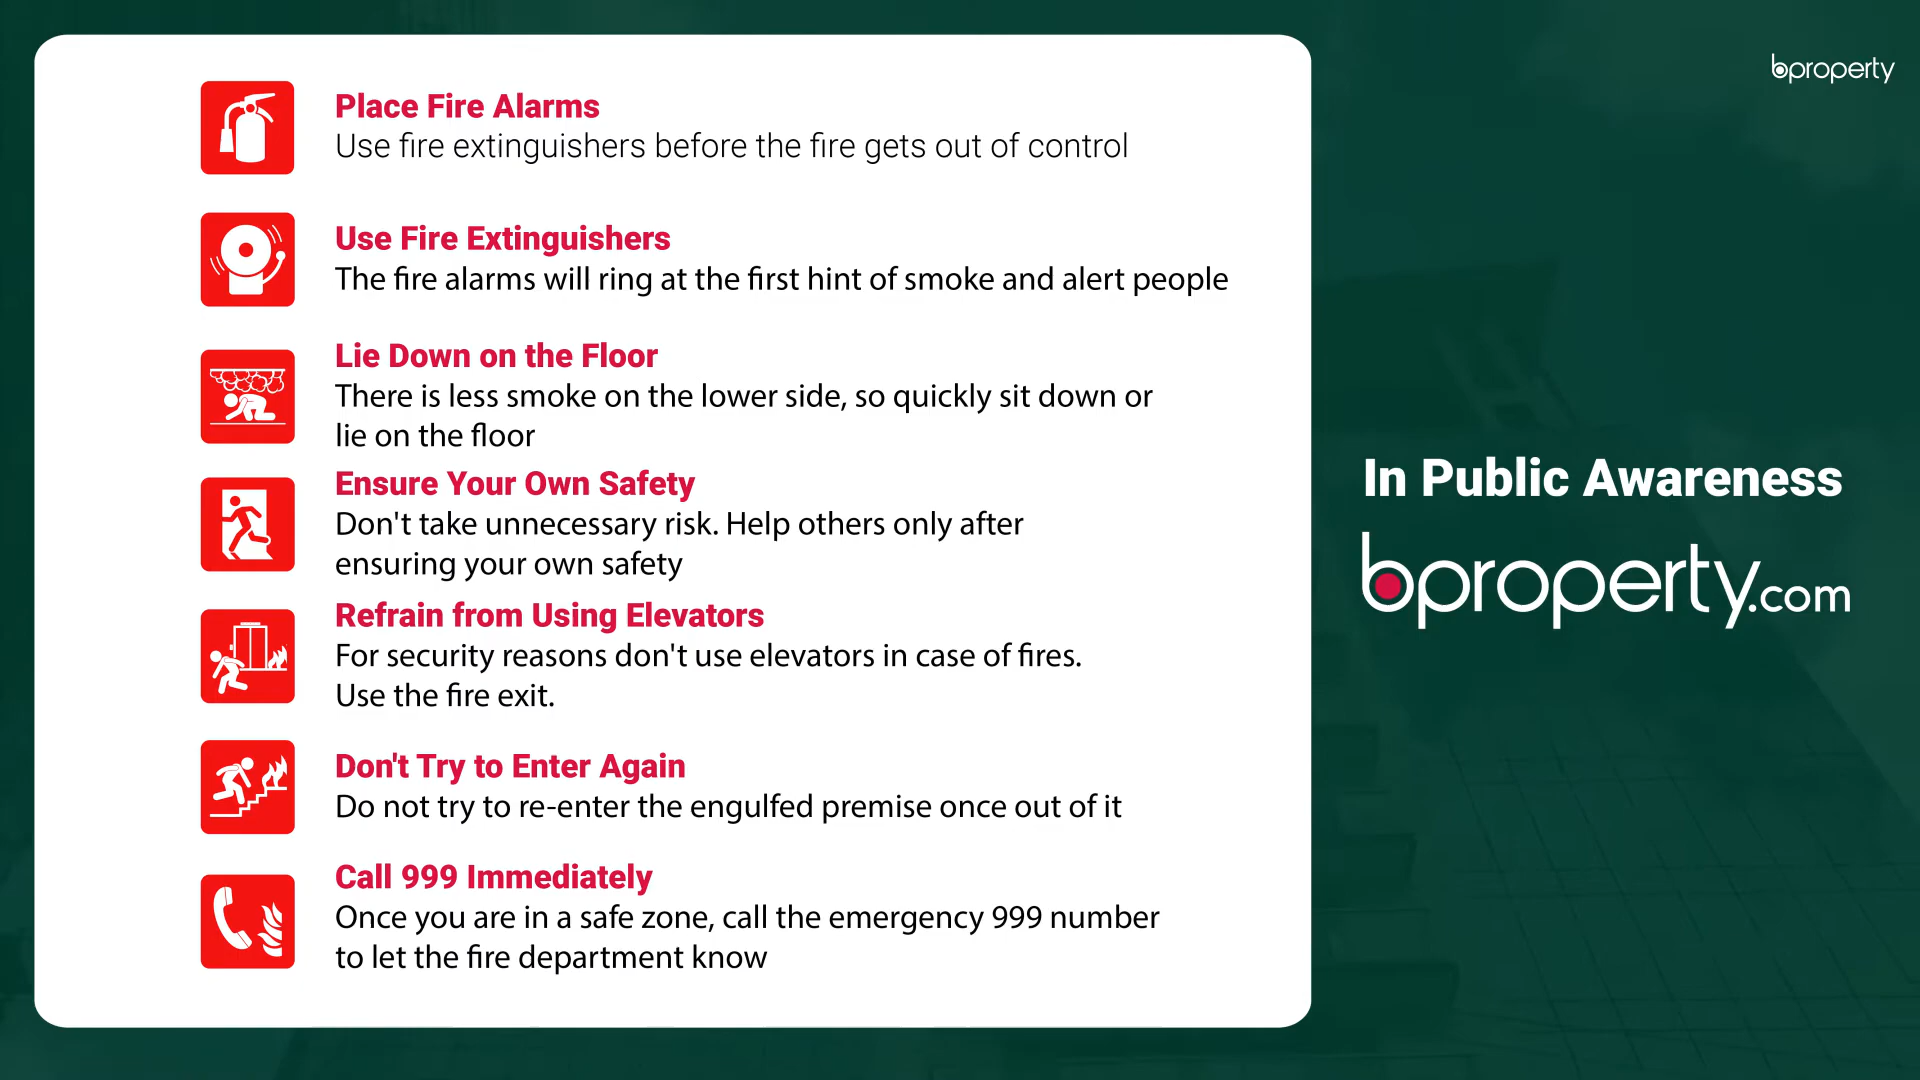 bproperty
Place Fire Alarms
Use fire extinguishers before the fire gets out of control
Use Fire Extinguishers
The fire alarms will ring at the first hint of smoke and alert people
Lie Down on the Floor
There is less smoke on the lower side, so quickly sit down or
lie on the floor
Ensure Your Own Safety
Don't take unnecessary risk. Help others only after
ensuring your own safety
Refrain from Using Elevators
For security reasons don't use elevators in case of fires.
Use the fire exit.
Don't Try to Enter Again
Do not try to re-enter the engulfed premise once out of it
Call 999 Immediately
Once you are in a safe zone, call the emergency 999 number
to let the fire department know
In Public Awareness
bproperty.com